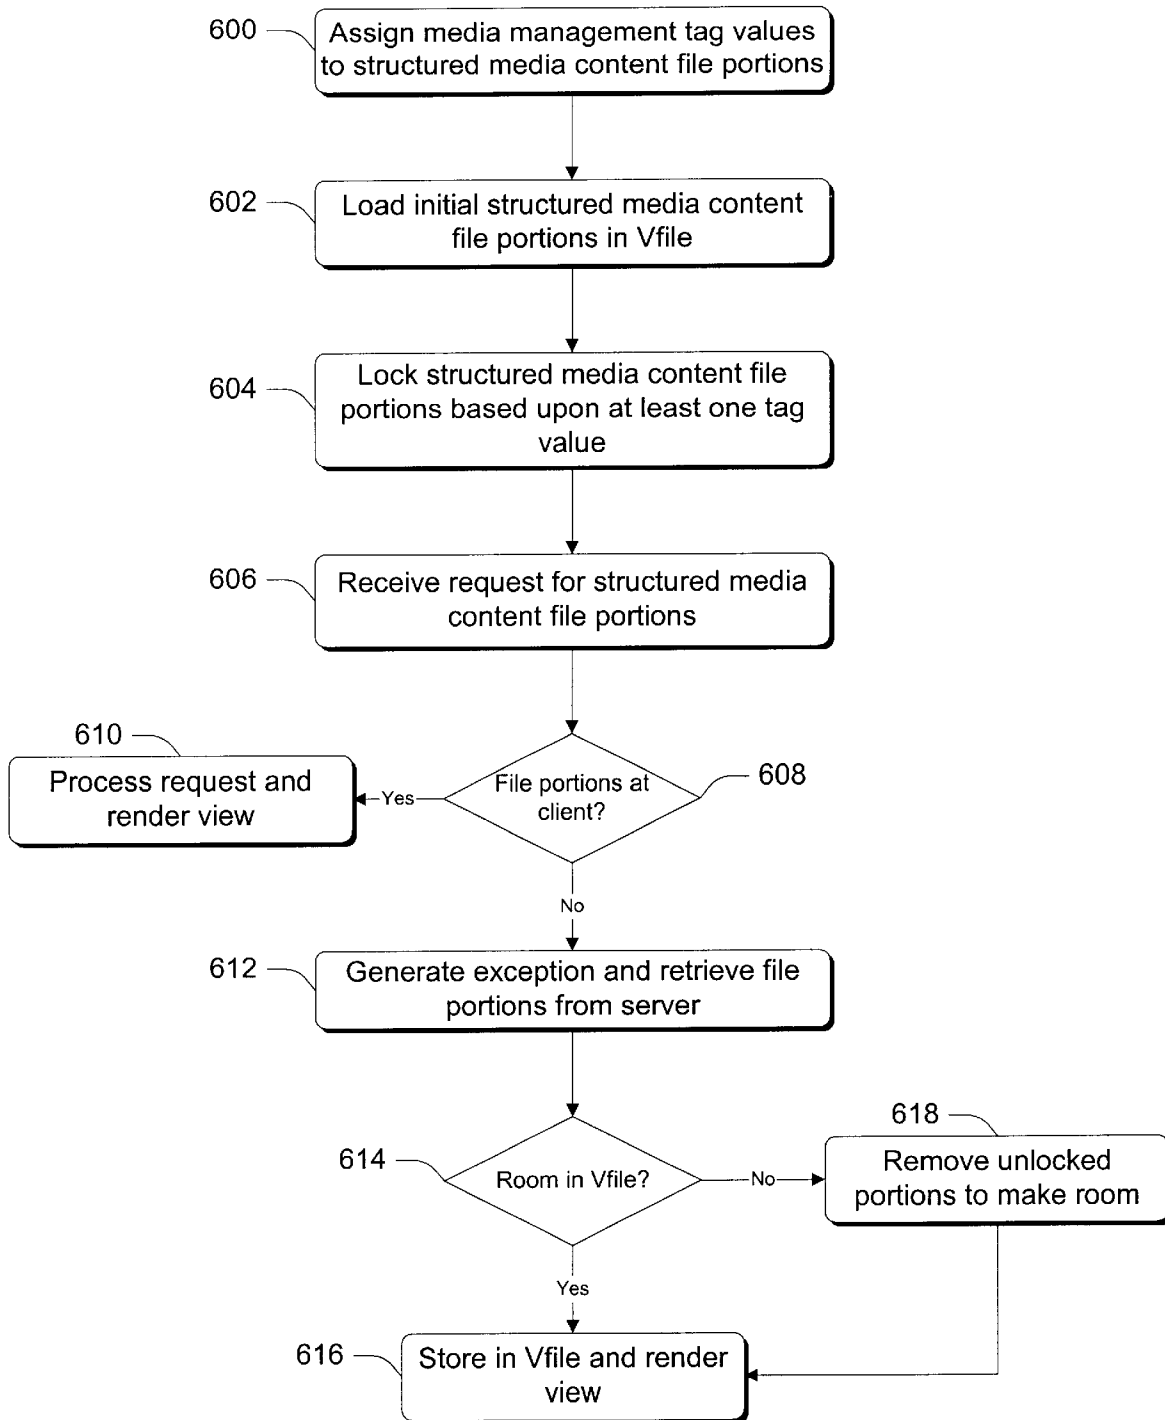 600
Assign media management tag values
to structured media content file portions
602
Load initial structured media content
file portions in Vfile
604
Lock structured media content file
portions based upon at least one tag
value
606
Receive request for structured media
content file portions
610
Process request and
render view
Yes
File portions at
client?
608
No
612
Generate exception and retrieve file
portions from server
614
Room in Vfile?
No
618
Remove unlocked
portions to make room
Yes
616
Store in Vfile and render
view